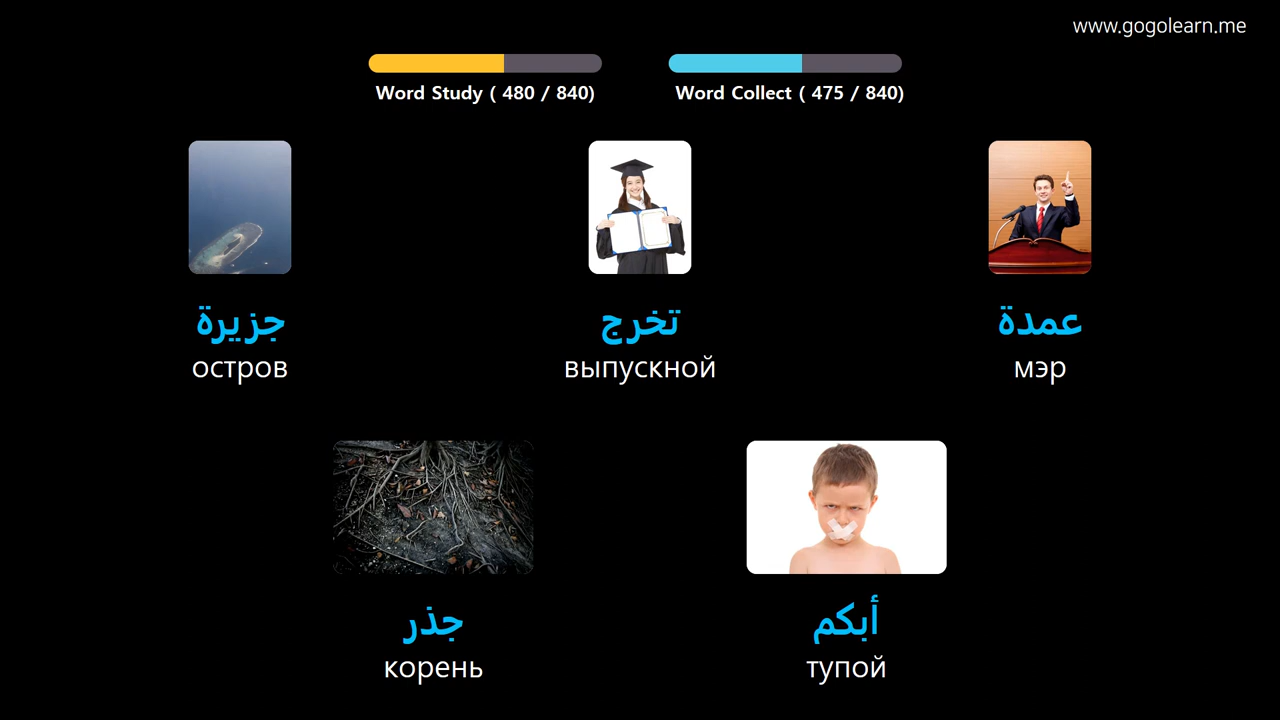 www.gogolearn.me
Word Study ( 480 / 840)
Word Collect ( 475 / 840)
جزيرة
остров
تخرج
выпускной
عمدة
мэр
جذر
корень
أبكم
тупой